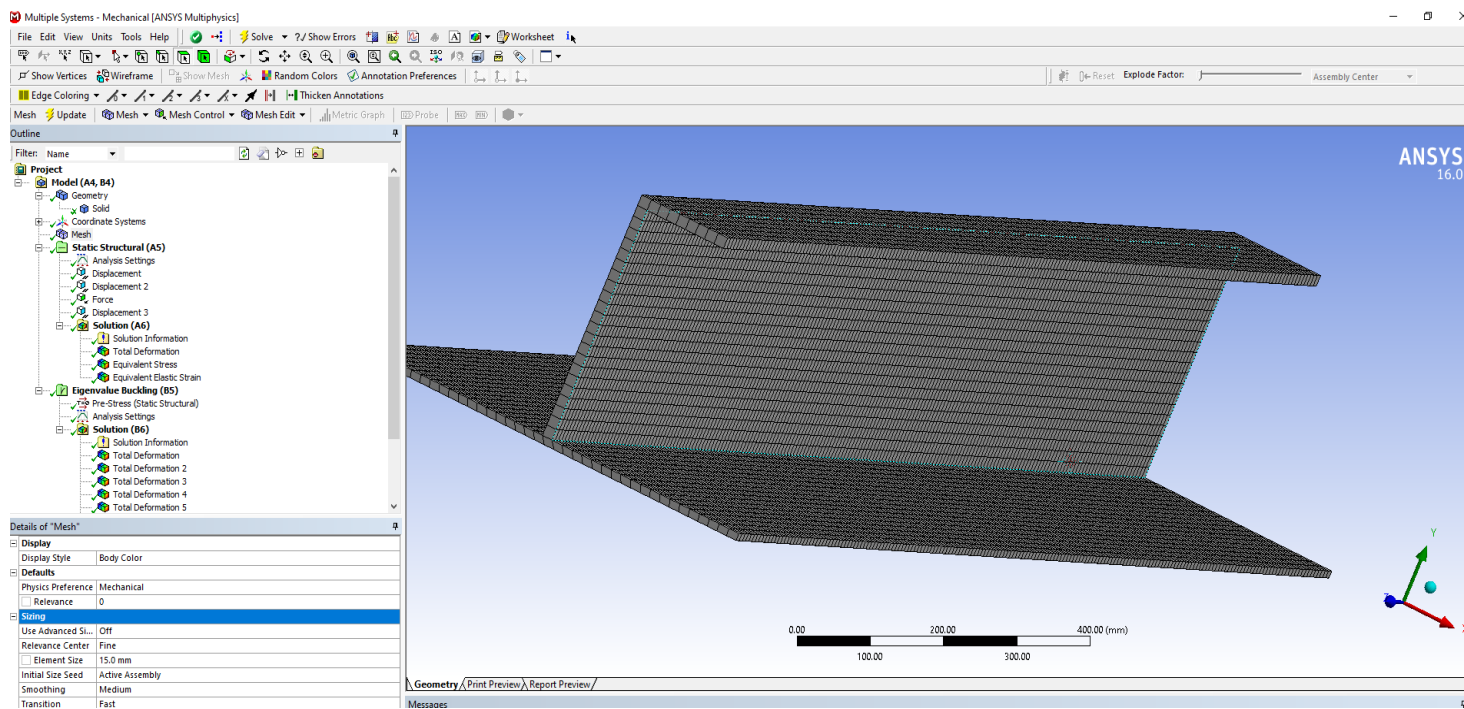 Multiple Systems - Mechanical [ANSYS Multiphysics]
File Edit View Units Tools Help Solve ?/ Show Errors A Worksheet
ISO
Show Vertices Wireframe Show Mesh Random Colors Annotation Preferences Reset Explode Factor: Assembly Center
Edge Coloring Thicken Annotations
Mesh Update Mesh Mesh Control Mesh Edit Metric Graph Probe
Outline
Filter: Name
Project
Model (A4, B4)
Geometry
Solid
Coordinate Systems
Mesh
Static Structural (A5)
Analysis Settings
Displacement
Displacement 2
Force
Displacement 3
Solution (A6)
Solution Information
Total Deformation
Equivalent Stress
Equivalent Elastic Strain
Eigenvalue Buckling (B5)
Pre-Stress (Static Structural)
Analysis Settings
Solution (B6)
Solution Information
Total Deformation
Total Deformation 2
Total Deformation 3
Total Deformation 4
Total Deformation 5
Details of "Mesh"
Display
Display Style Body Color
Defaults
Physics Preference Mechanical
Relevance 0
Sizing
Use Advanced Si... Off
Relevance Center Fine
Element Size 15.0 mm
Initial Size Seed Active Assembly
Smoothing Medium
Transition Fast
ANSYS
16.0
0.00 200.00 400.00 (mm)
100.00 300.00
Y
X
Z
Geometry Print Preview Report Preview
Messages